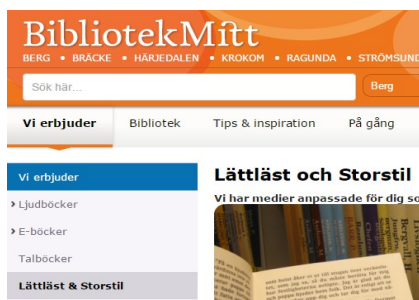 BibliotekMitt
BERG • BRÄCKE • HÄRJEDALEN • KROKOM • RAGUNDA • STRÖMSUND
Sök här...
Berg
Vi erbjuder
Bibliotek
Tips & inspiration
På gång
Vi erbjuder
Ljudböcker
E-böcker
Talböcker
Lättläst & Storstil
Lättläst och Storstil
Vi har medier anpassade för dig so